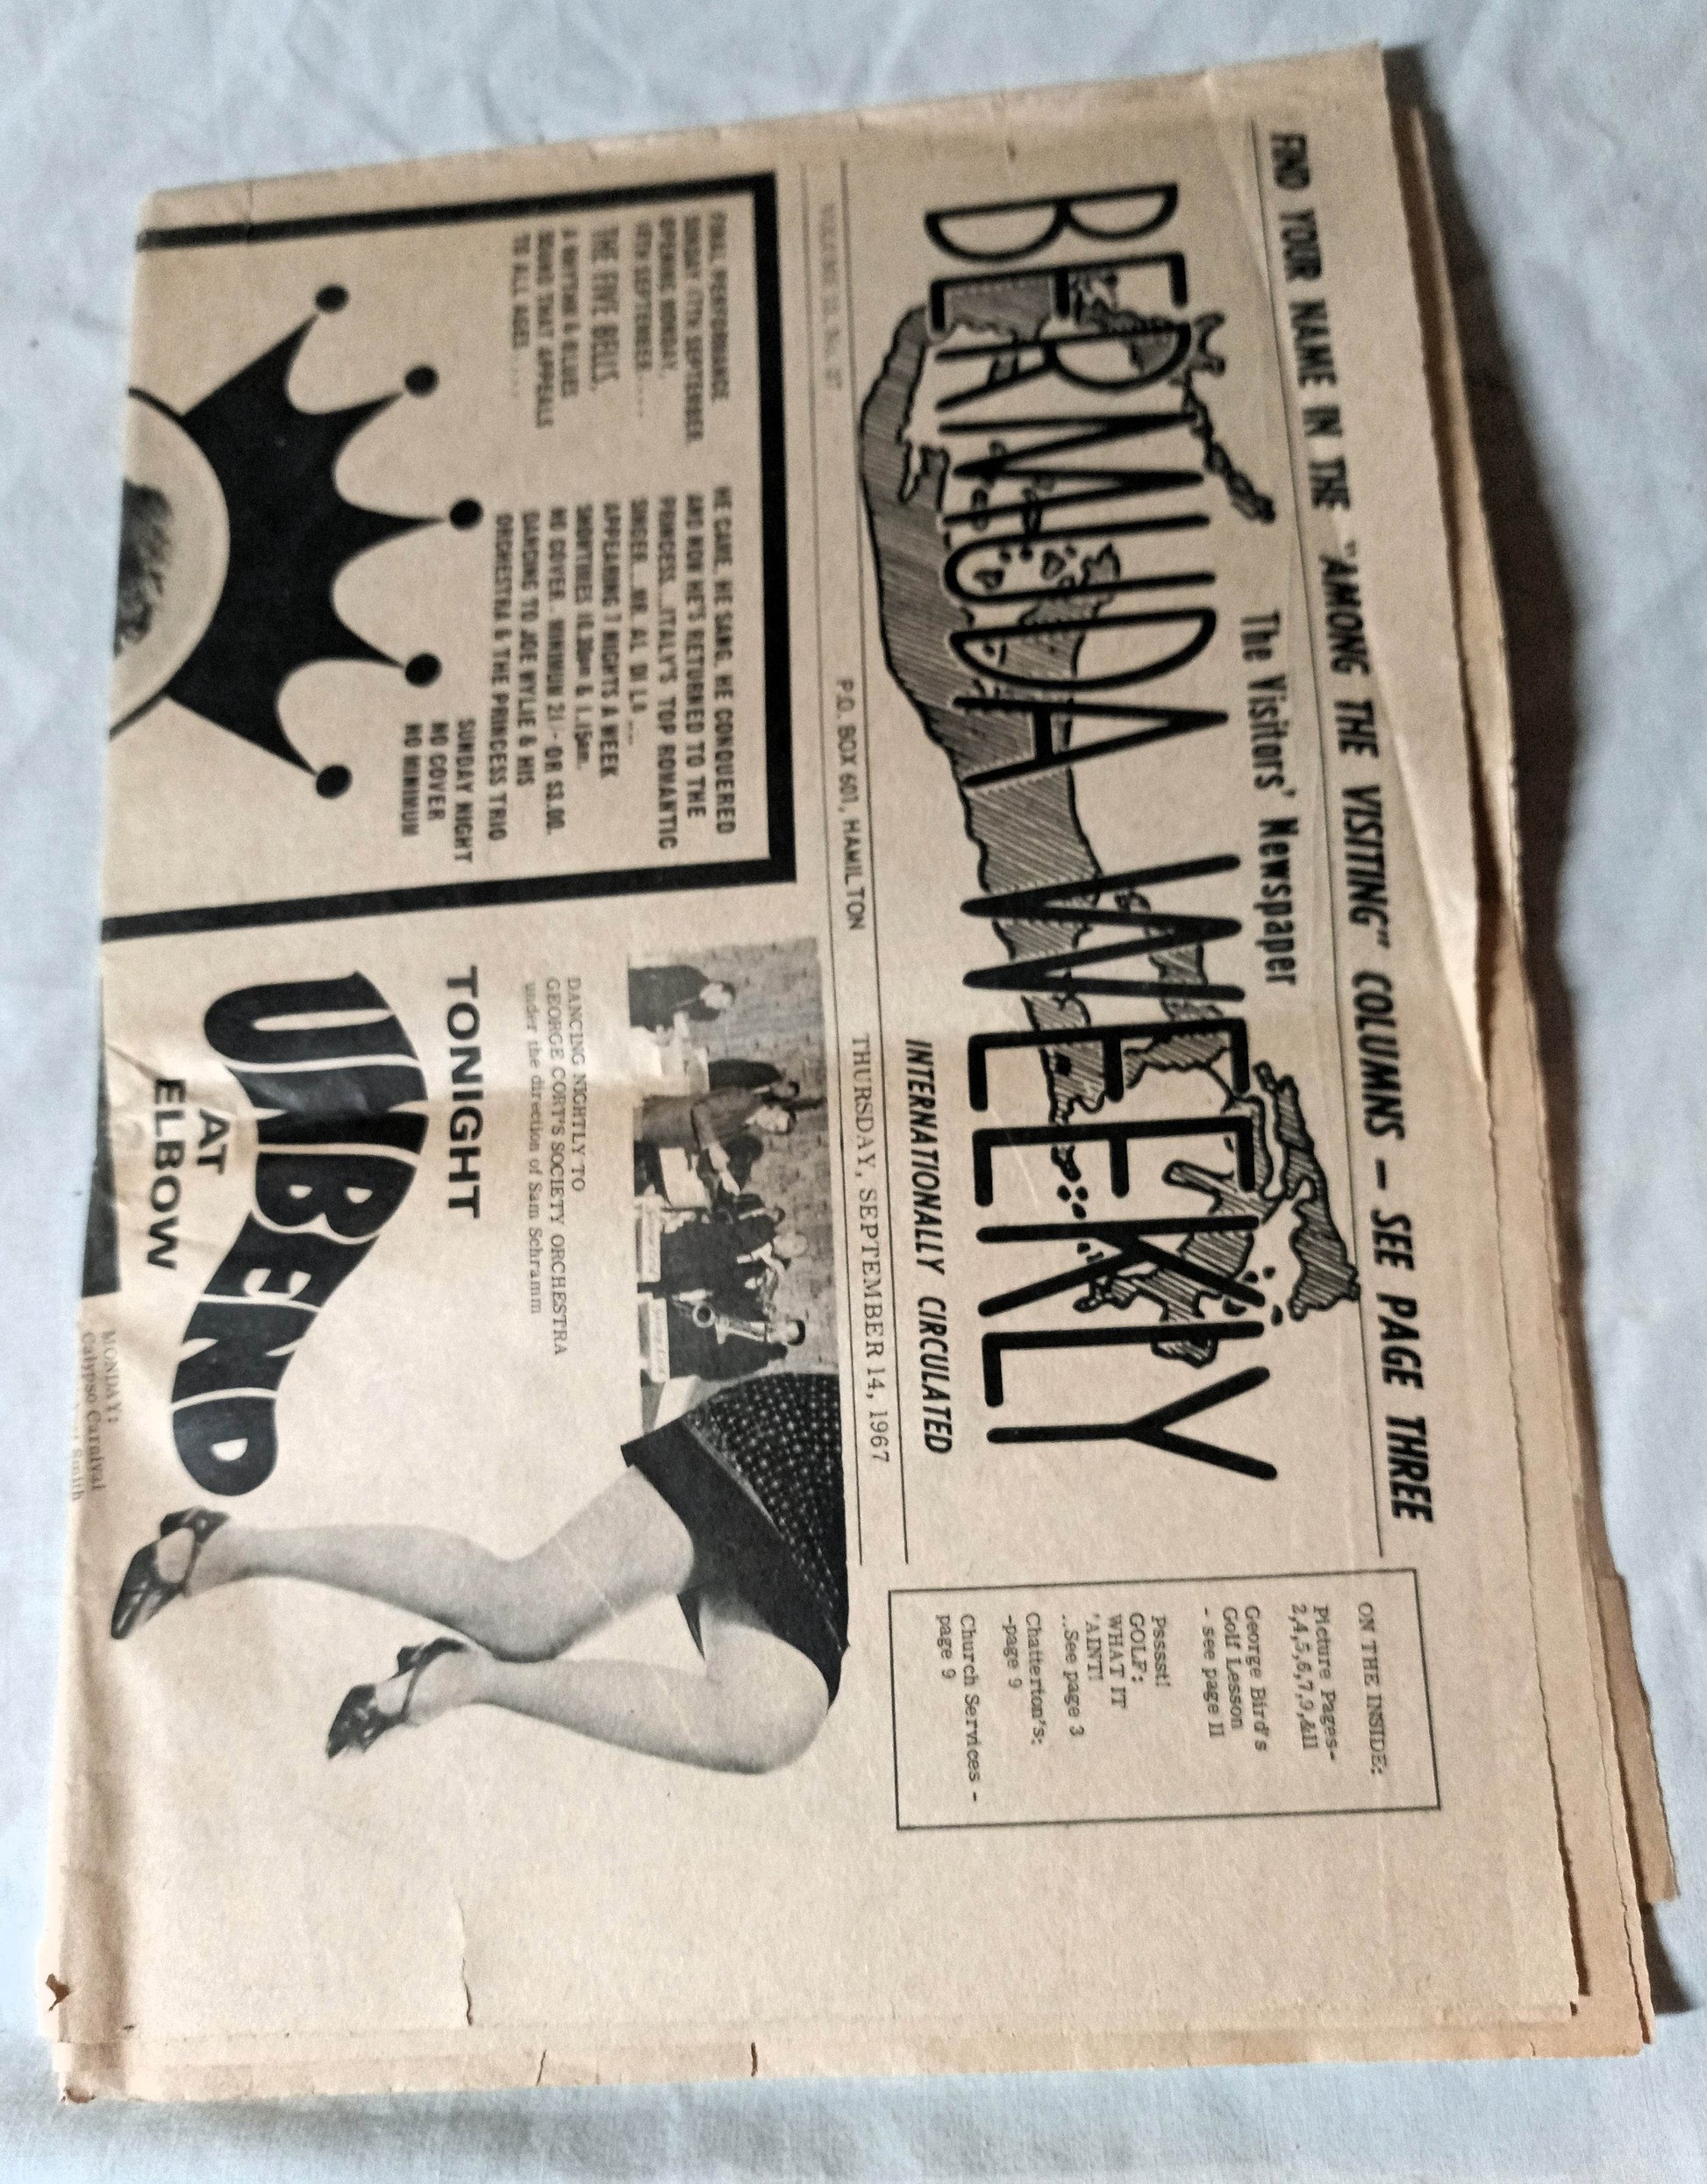 FIND YOUR NAME IN THE "AMONG THE VISITING" COLUMNS — SEE PAGE THREE
The Visitors' Newspaper
BERMUDA WEEKLY
INTERNATIONALLY CIRCULATED
ON THE INSIDE:
Picture Pages-
2,4,5,6,7,9,&11
George Bird's
Golf Lesson
- see page 11
Psssst!
GOLF:
WHAT IT
'AINT!
...See page 3
Chatterton's:
-page 9
Church Services -
page 9
P.O. BOX 601, HAMILTON
THURSDAY, SEPTEMBER 14, 1967
FINAL PERFORMANCE
SUNDAY 17TH SEPTEMBER.
OPENING MONDAY,
18TH SEPTEMBER....
THE FIVE BELLS,
A RHYTHM & BLUES
SOUND THAT APPEALS
TO ALL AGES....
HE CAME, HE SANG, HE CONQUERED
AND NOW HE'S RETURNED TO THE
PRINCESS...ITALY'S TOP ROMANTIC
SINGER...MR. AL DI LA ...
APPEARING 7 NIGHTS A WEEK
SHOWTIMES 10.30pm & 1.15am.
NO COVER. MINIMUN 21/- OR $3.00.
DANCING TO JOE WYLIE & HIS
ORCHESTRA & THE PRINCESS TRIO
SUNDAY NIGHT
NO COVER
NO MINIMUM
DANCING NIGHTLY TO
GEORGE CORT'S SOCIETY ORCHESTRA
under the direction of Sam Schramm
TONIGHT
UNBEND
AT
ELBOW
MONDAY:
Calypso Carnival
Smith